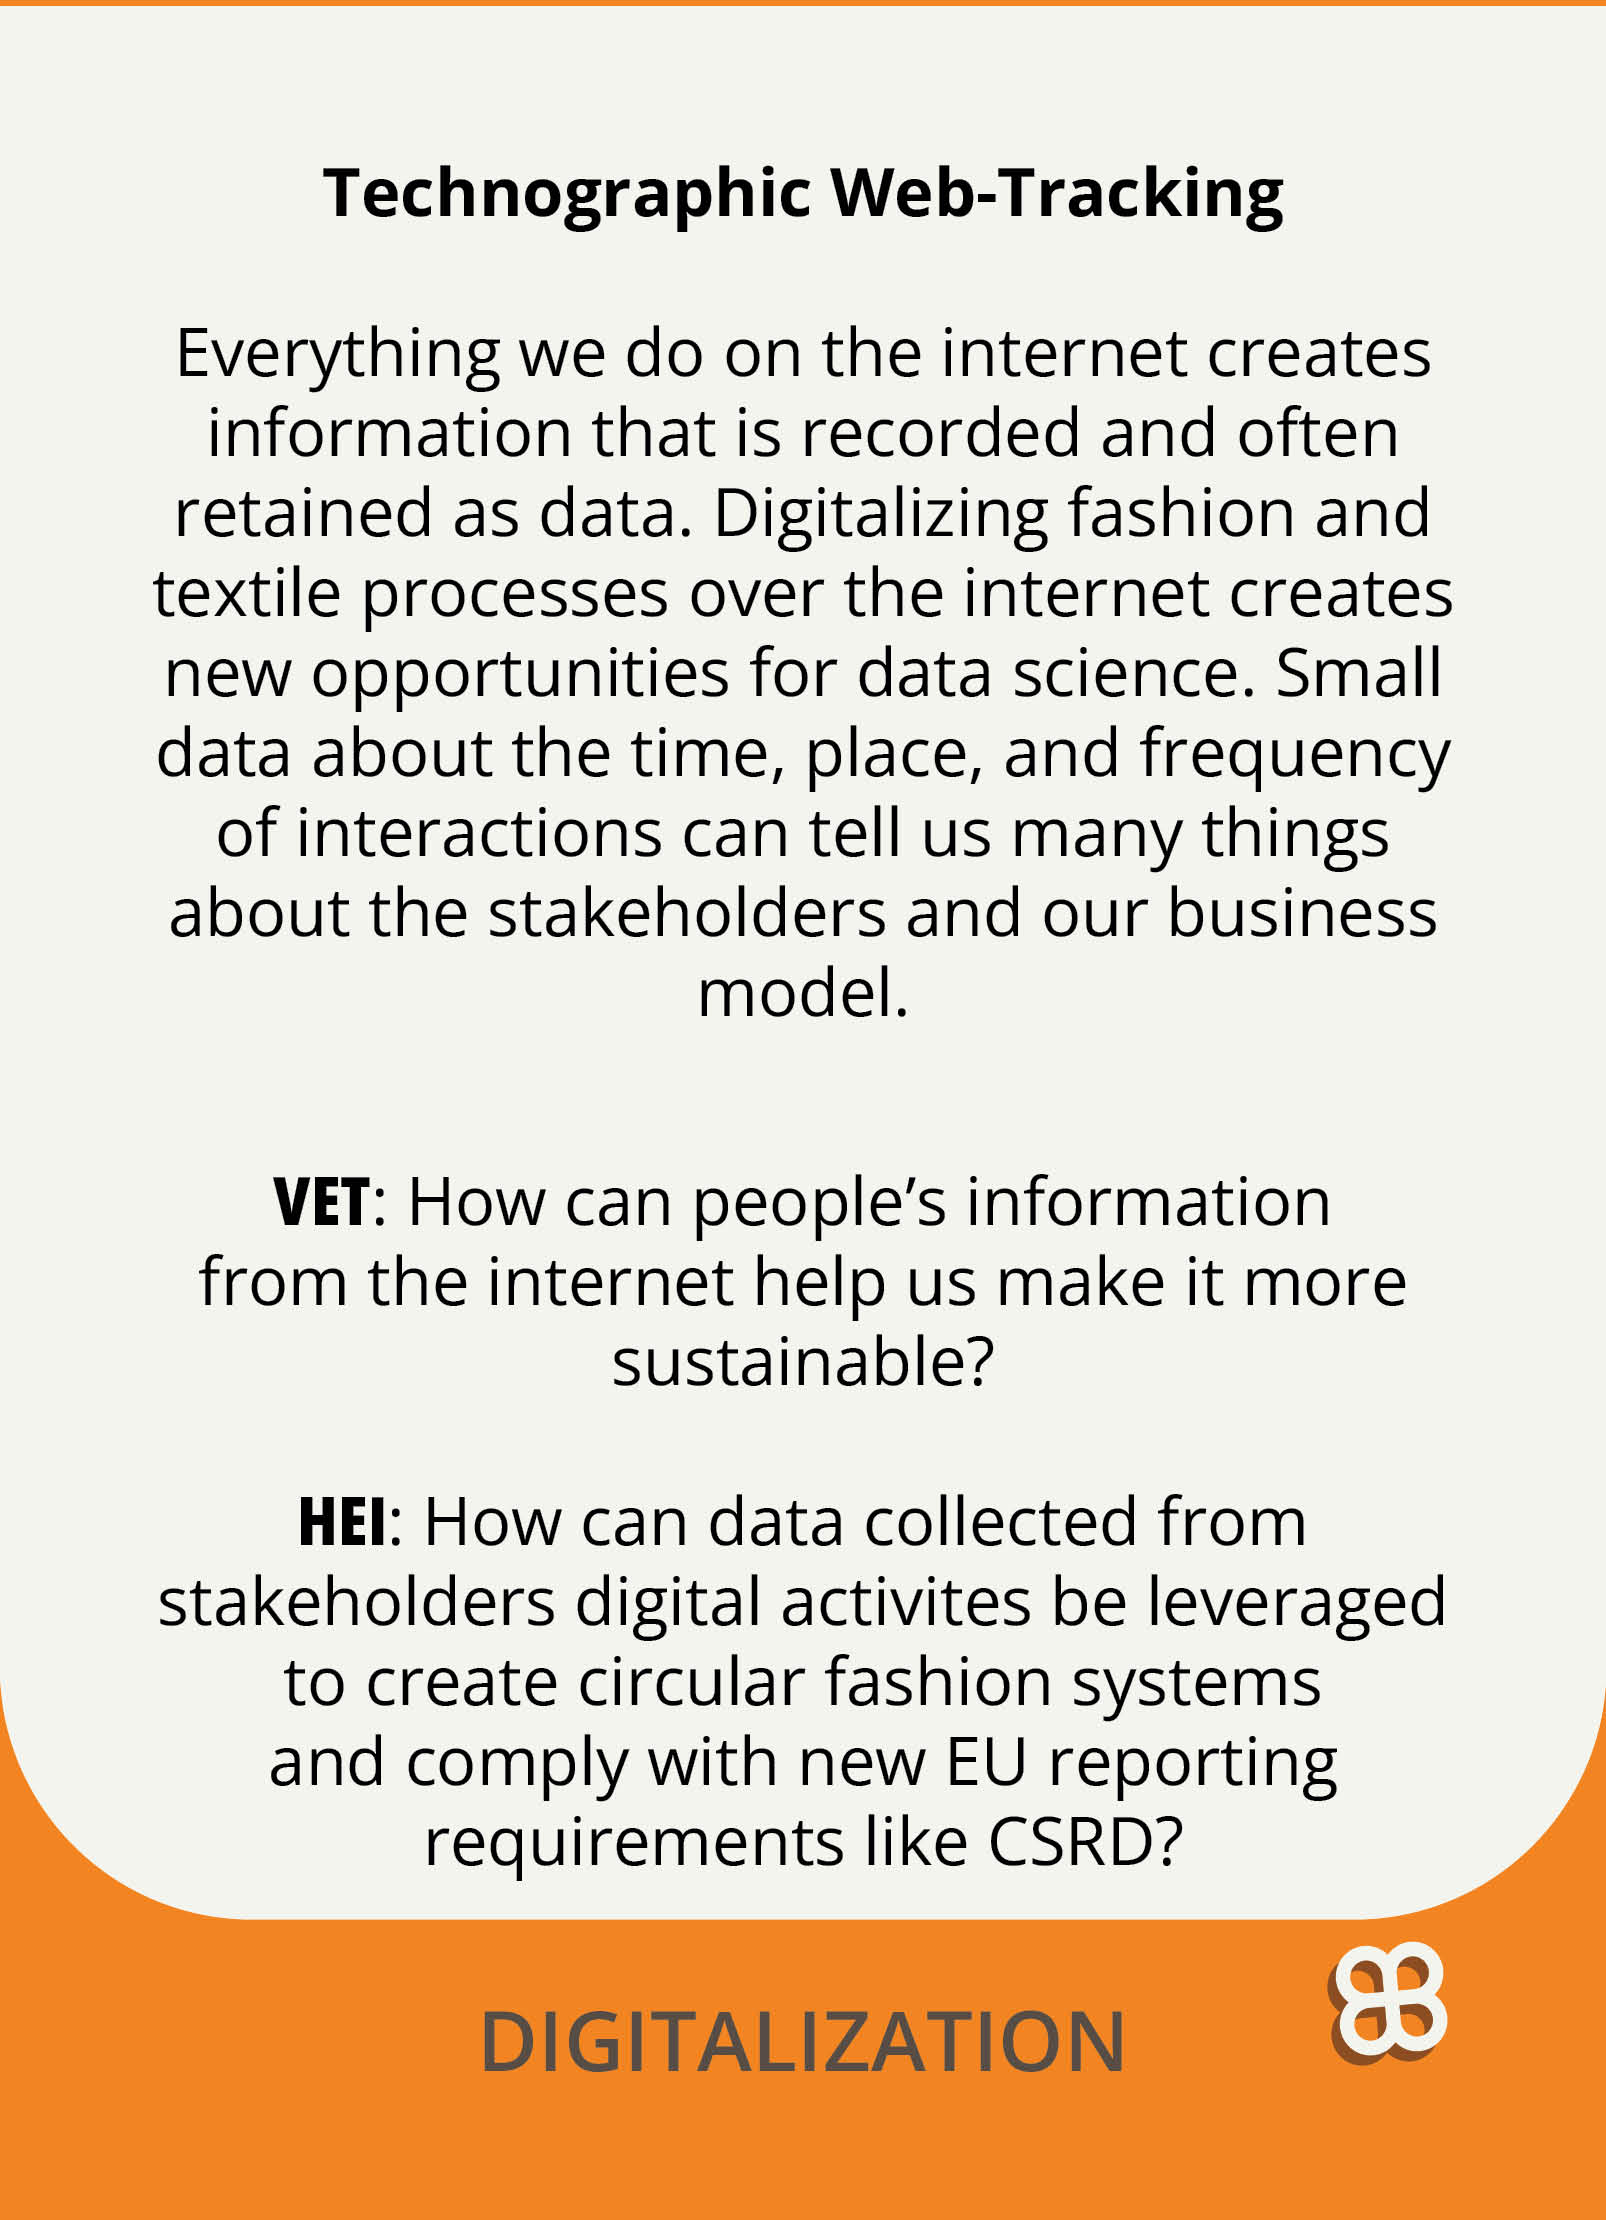 Technographic Web-Tracking
Everything we do on the internet creates
information that is recorded and often
retained as data. Digitalizing fashion and
textile processes over the internet creates
new opportunities for data science. Small
data about the time, place, and frequency
of interactions can tell us many things
about the stakeholders and our business
model.
VET: How can people’s information
from the internet help us make it more
sustainable?
HEI: How can data collected from
stakeholders digital activites be leveraged
to create circular fashion systems
and comply with new EU reporting
requirements like CSRD?
DIGITALIZATION